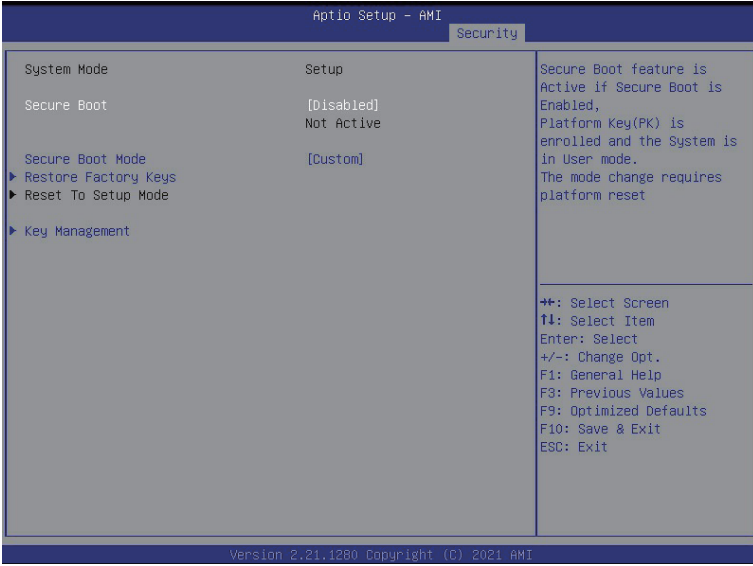 Aptio Setup – AMI
Security
System Mode Setup
Secure Boot [Disabled]
Not Active
Secure Boot Mode [Custom]
Restore Factory Keys
Reset To Setup Mode
Key Management
Secure Boot feature is
Active if Secure Boot is
Enabled,
Platform Key(PK) is
enrolled and the System is
in User mode.
The mode change requires
platform reset
→←: Select Screen
↑↓: Select Item
Enter: Select
+/-: Change Opt.
F1: General Help
F3: Previous Values
F9: Optimized Defaults
F10: Save & Exit
ESC: Exit
Version 2.21.1280 Copyright (C) 2021 AMI